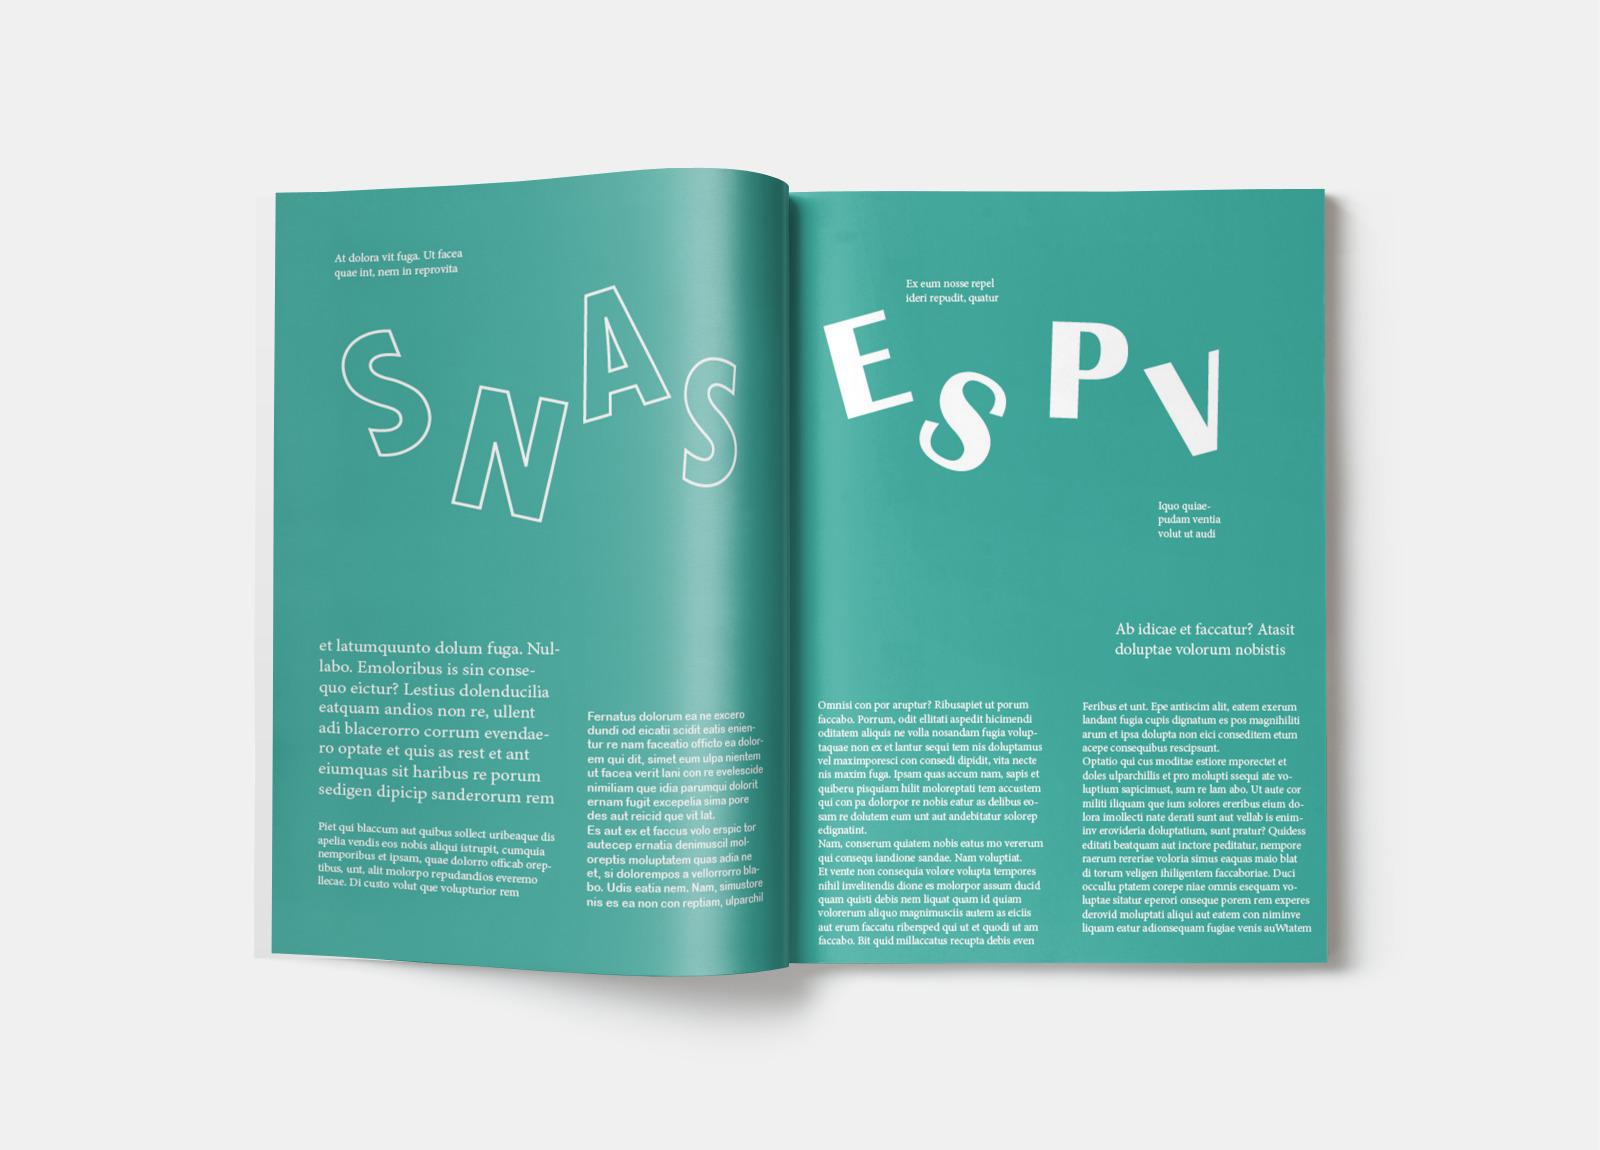 At dolora vit fuga. Ut facea
quae int, nem in reprovita
S
N
A
S
et latumquunto dolum fuga. Nul-
labo. Emoloribus is sin conse-
quo eictur? Lestius dolenducilia
eatquam andios non re, ullent
adi blacerorro corrum evendae-
ro optate et quis as rest et ant
eiumquas sit haribus re porum
sedigen dipicip sanderorum rem
Piet qui blaccum aut quibus sollect uribeaque dis
apelia vendis eos nobis aliqui istrupit, cumquia
nemporibus et ipsam, quae dolorro officab orep-
tibus, unt, alit molorpo repudandios everemo
llecae. Di custo volut que volupturior rem
Fernatus dolorum ea ne excero
dundi od eicatii scidit eatis enien-
tur re nam faceatio officto ea dolor-
em qui dit, simet eum ulpa nientem
ut facea verit lani con re evelescide
nimiliam que idia parumqui dolorit
ernam fugit excepelia sima pore
des aut reicid que vit lat.
Es aut ex et faccus volo erspic tor
autecep ernatia denimuscil mol-
oreptis moluptatem quas adia ne
et, si dolorempos a vellorrorro bla-
bo. Udis eatia nem. Nam, simustore
nis es ea non con reptiam, ulparchil
Ex eum nosse repel
ideri repudit, quatur
E
S
P
V
Iquo quiae-
pudam ventia
volut ut audi
Ab idicae et faccatur? Atasit
doluptae volorum nobistis
Omnisi con por aruptur? Ribusapiet ut porum
faccabo. Porrum, odit ellitati aspedit hicimendi
oditatem aliquis ne volla nosandam fugia volup-
taquae non ex et lantur sequi tem nis doluptamus
vel maximporesci con consedi dipidit, vita necte
nis maxim fuga. Ipsam quas accum nam, sapis et
quiberu pisquiam hilit moloreptati tem accustem
qui con pa dolorpor re nobis eatur as delibus eo-
sam re dolutem eum unt aut andebitatur solorep
edignatint.
Nam, conserum quiatem nobis eatus mo vererum
qui consequ iandione sandae. Nam voluptiat.
Et vente non consequia volore volupta tempores
nihil invelitendis dione es molorpor assum ducid
quam quisti debis nem liquat quam id quiam
volorerum aliquo magnimusciis autem as eiciis
aut erum faccatu ribersped qui ut et quodi ut am
faccabo. Bit quid millaccatus recupta debis even
Feribus et unt. Epe antiscim alit, eatem exerum
landant fugia cupis dignatum es pos magnihiliti
arum et ipsa dolupta non eici conseditem etum
acepe consequibus rescipsunt.
Optatio qui cus moditae estiore mporectet et
doles ulparchillis et pro molupti ssequi ate vo-
luptium sapicimust, sum re lam abo. Ut aute cor
militi iliquam que ium solores ereribus eium do-
lora imollecti nate derati sunt aut vellab is enim-
inv erovideria doluptatium, sunt pratur? Quidess
editati beatquam aut inctore peditatur, nempore
raerum rereriae voloria simus eaquas maio blat
di torum veligen ihiligentem faccaboriae. Duci
occullu ptatem corepe niae omnis esequam vo-
luptae sitatur eperori onseque porem rem experes
derovid moluptati aliqui aut eatem con niminve
liquam eatur adionsequam fugiae venis auWtatem